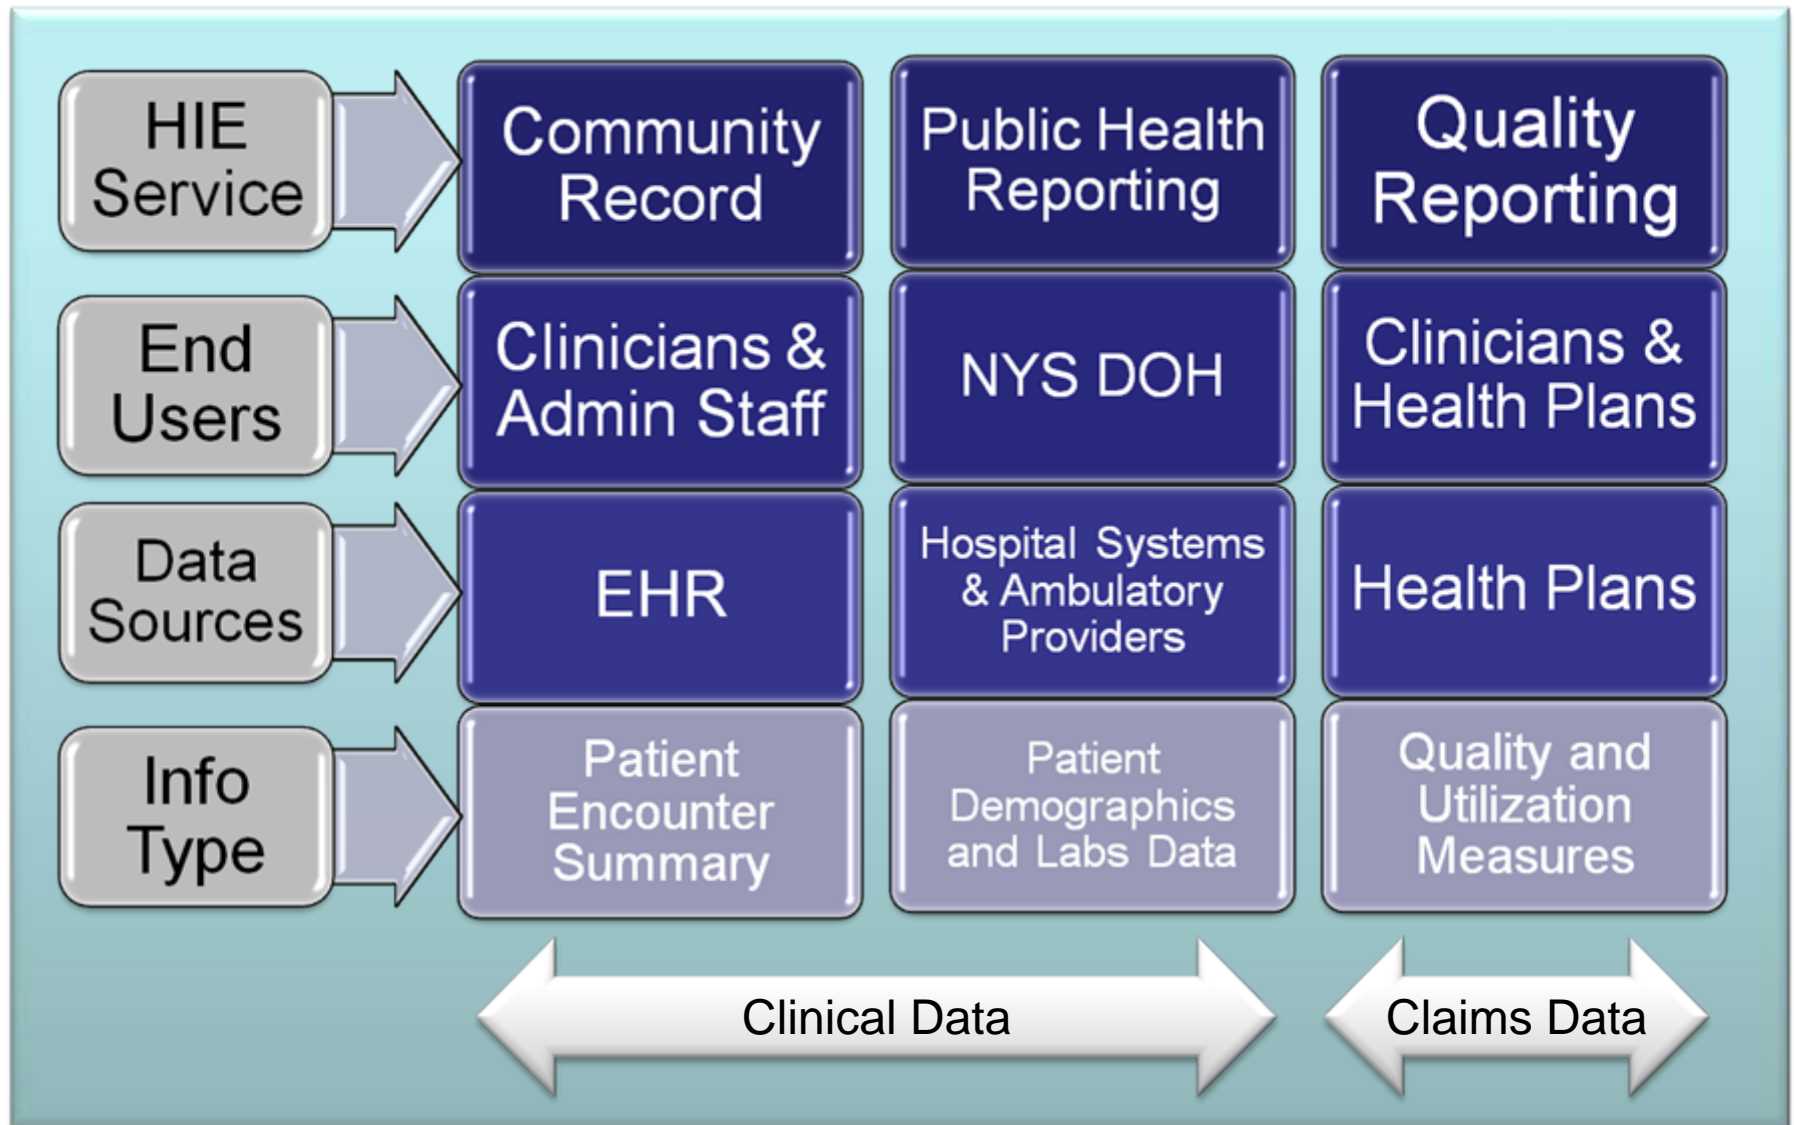 HIE
Service
Community
Record
Public Health
Reporting
Quality
Reporting
End
Users
Clinicians &
Admin Staff
NYS DOH
Clinicians &
Health Plans
Data
Sources
EHR
Hospital Systems
& Ambulatory
Providers
Health Plans
Info
Type
Patient
Encounter
Summary
Patient
Demographics
and Labs Data
Quality and
Utilization
Measures
Clinical Data
Claims Data